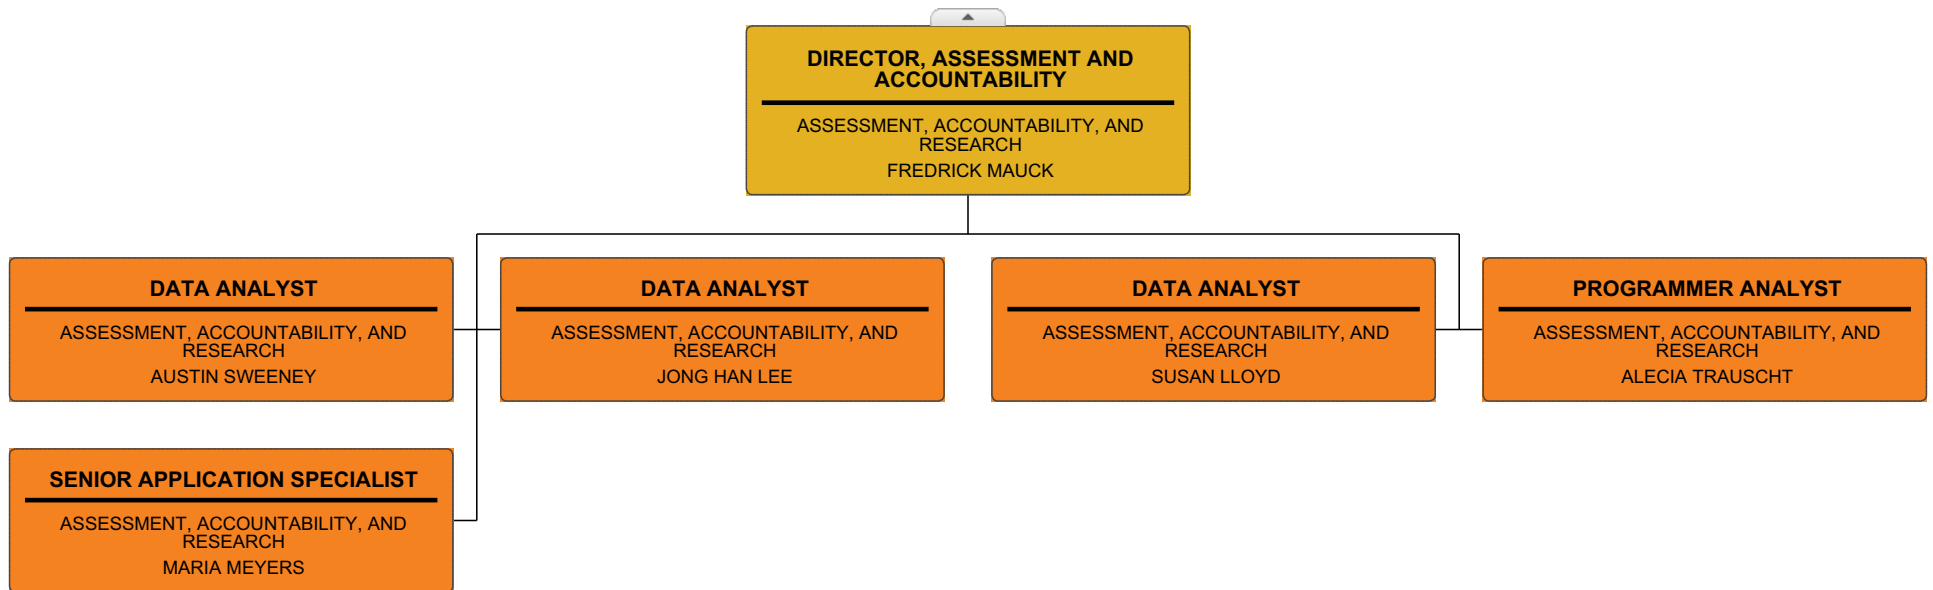 DIRECTOR, ASSESSMENT AND
ACCOUNTABILITY
ASSESSMENT, ACCOUNTABILITY, AND
RESEARCH
FREDRICK MAUCK
DATA ANALYST
ASSESSMENT, ACCOUNTABILITY, AND
RESEARCH
AUSTIN SWEENEY
DATA ANALYST
ASSESSMENT, ACCOUNTABILITY, AND
RESEARCH
JONG HAN LEE
DATA ANALYST
ASSESSMENT, ACCOUNTABILITY, AND
RESEARCH
SUSAN LLOYD
PROGRAMMER ANALYST
ASSESSMENT, ACCOUNTABILITY, AND
RESEARCH
ALECIA TRAUSCHT
SENIOR APPLICATION SPECIALIST
ASSESSMENT, ACCOUNTABILITY, AND
RESEARCH
MARIA MEYERS